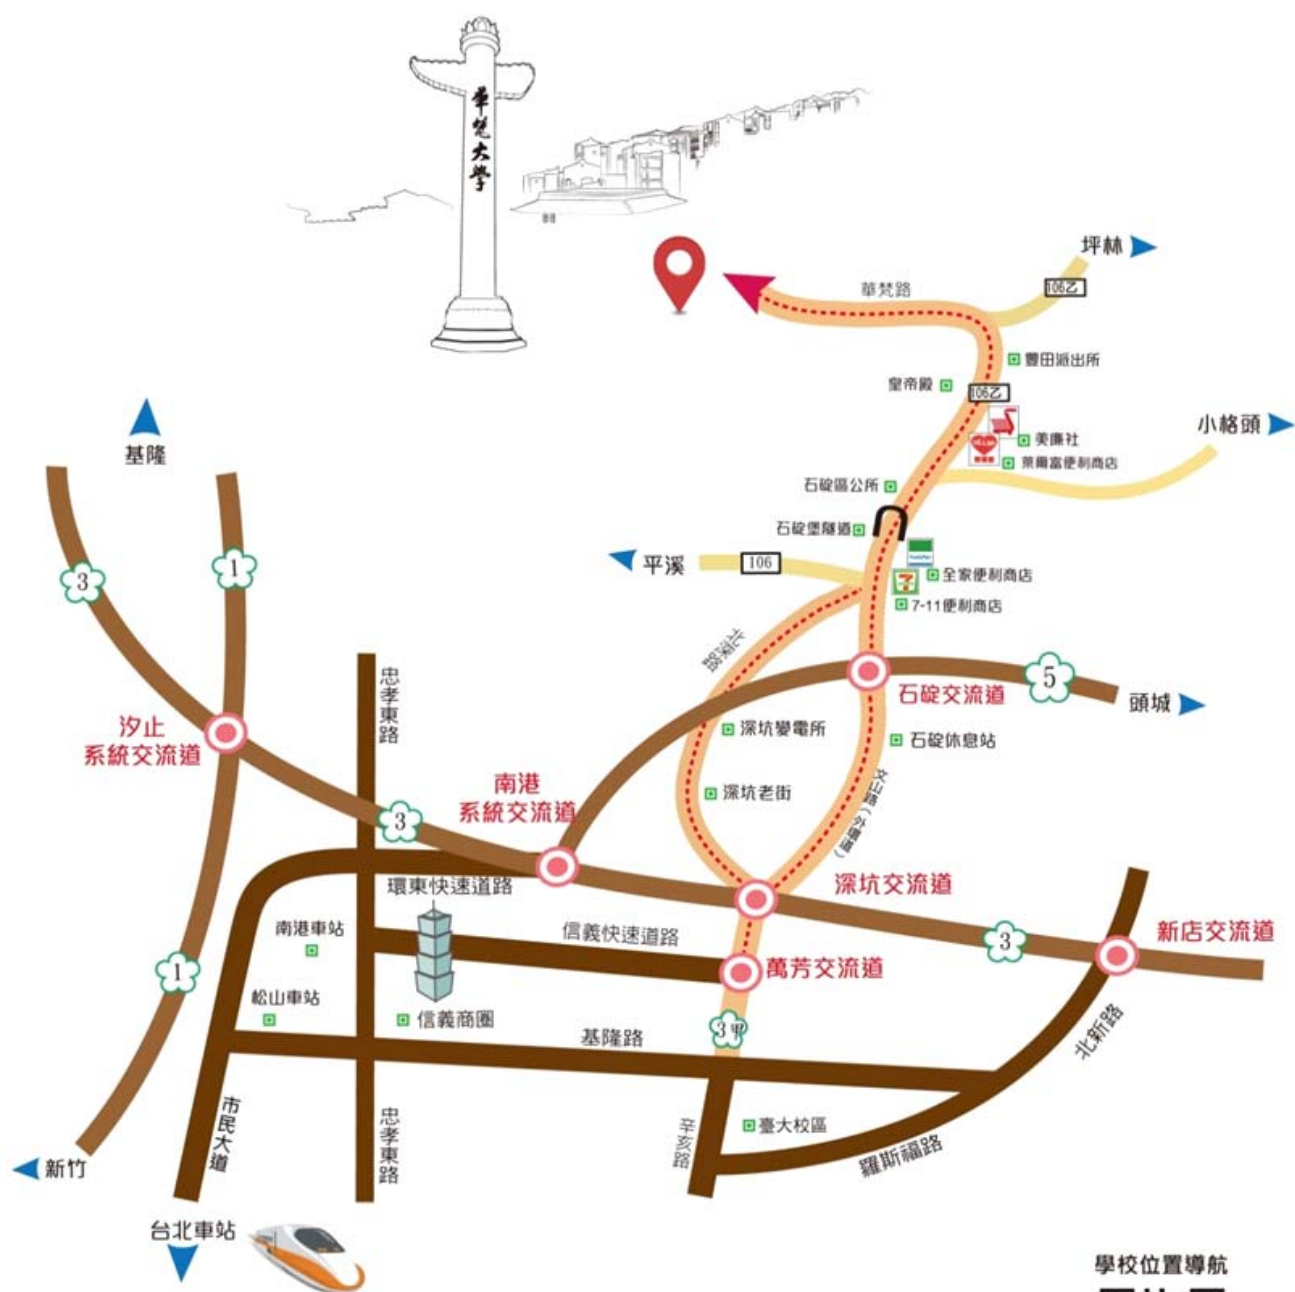 華梵大學
坪林
106乙
華梵路
豐田派出所
皇帝殿
106乙
小格頭
美廉社
萊爾富便利商店
基隆
石碇區公所
石碇堡隧道
平溪
106
全家便利商店
7-11便利商店
3
1
北深路
忠孝東路
5
石碇交流道
頭城
汐止
系統交流道
深坑變電所
石碇休息站
南港
系統交流道
深坑老街
3
文山路(外環道)
環東快速道路
深坑交流道
南港車站
信義快速道路
3
新店交流道
1
萬芳交流道
松山車站
信義商圈
3甲
基隆路
北新路
市民大道
忠孝東路
辛亥路
臺大校區
羅斯福路
新竹
台北車站
學校位置導航